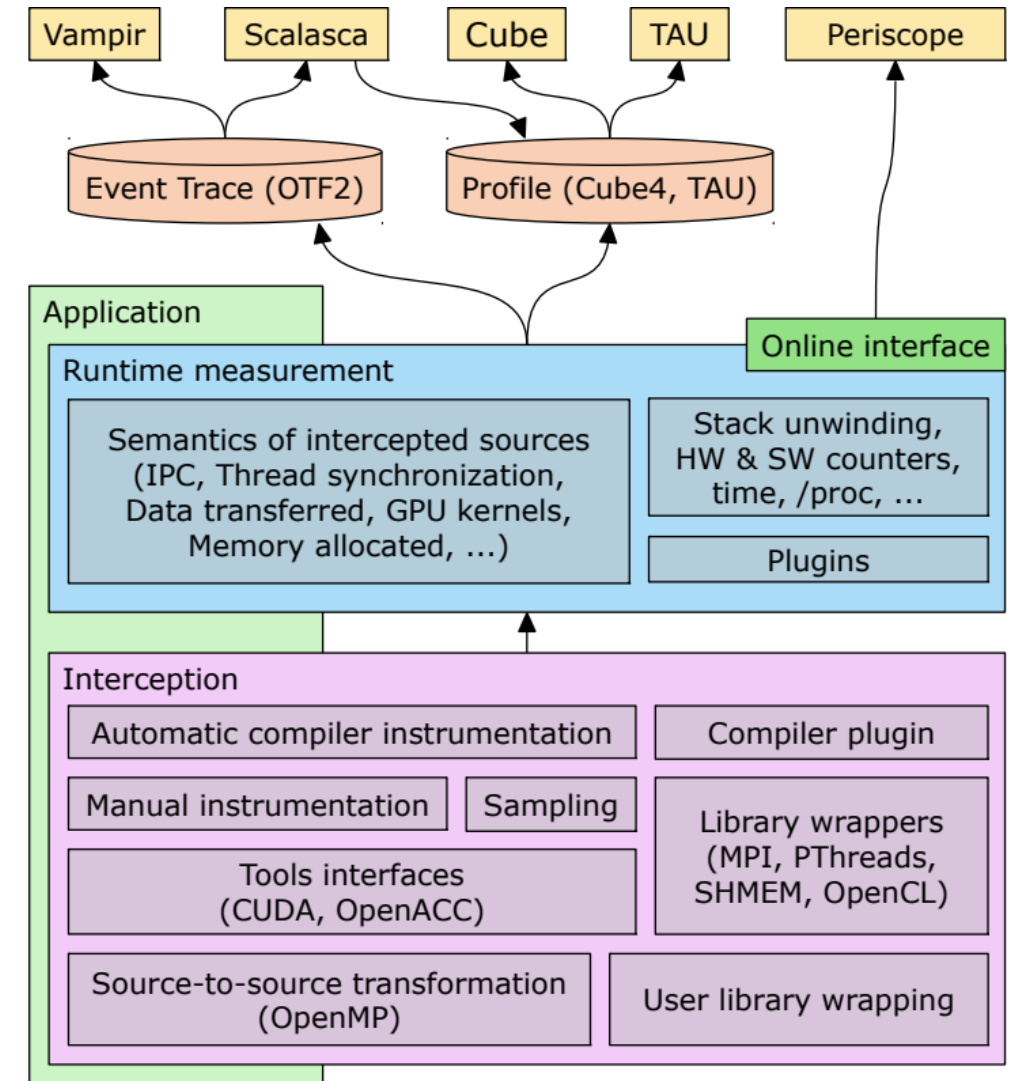 Vampir
Scalasca
Cube
TAU
Periscope
Event Trace (OTF2)
Profile (Cube4, TAU)
Application
Online interface
Runtime measurement
Semantics of intercepted sources
(IPC, Thread synchronization,
Data transferred, GPU kernels,
Memory allocated, ...)
Stack unwinding,
HW & SW counters,
time, /proc, ...
Plugins
Interception
Automatic compiler instrumentation
Compiler plugin
Manual instrumentation
Sampling
Library wrappers
(MPI, PThreads,
SHMEM, OpenCL)
Tools interfaces
(CUDA, OpenACC)
Source-to-source transformation
(OpenMP)
User library wrapping